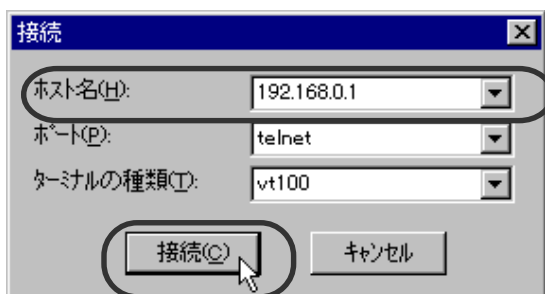 接続
ホスト名(H): 192.168.0.1
ポート(P): telnet
ターミナルの種類(T): vt100
接続(C) キャンセル